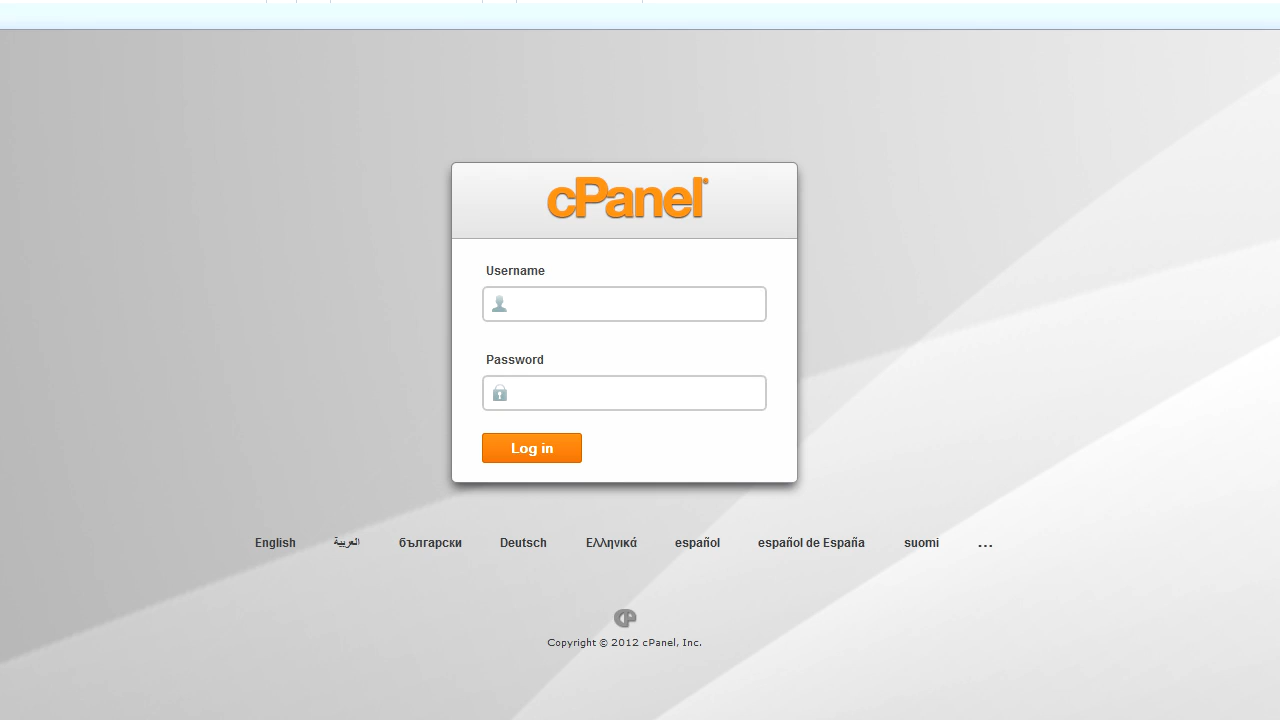 cPanel
Username
Password
Log in
English العربية български Deutsch Ελληνικά español español de España suomi ...
cP
Copyright © 2012 cPanel, Inc.